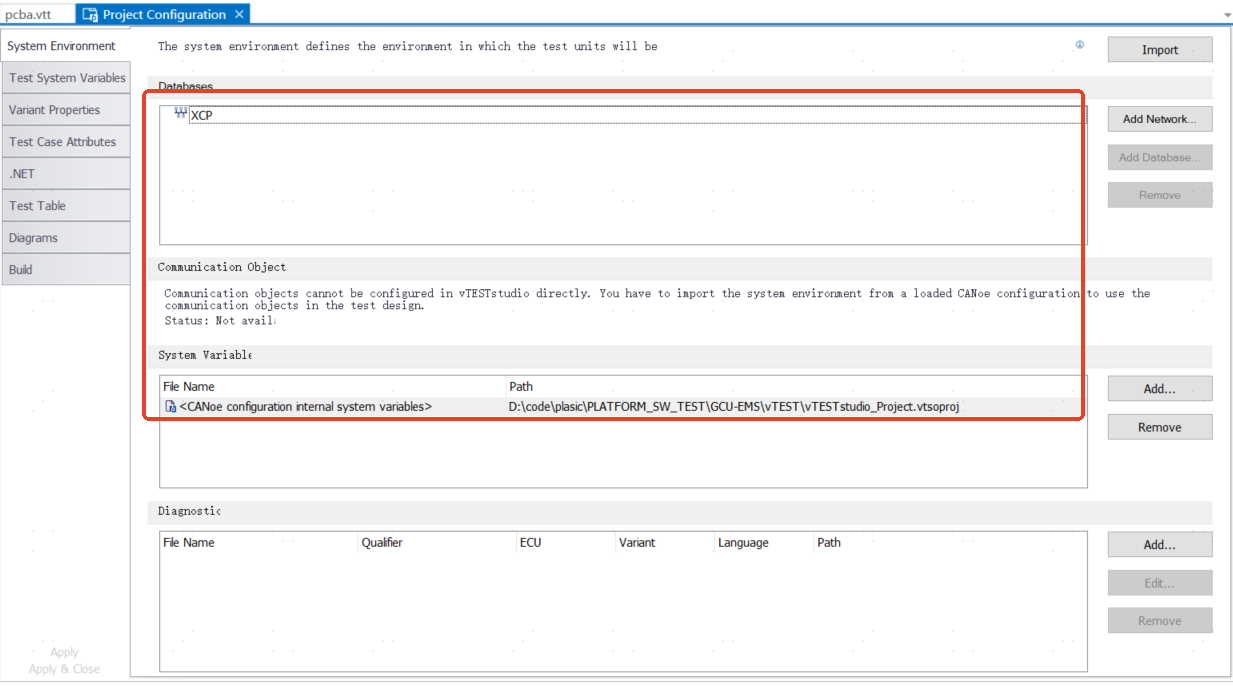 pcba.vtt
Project Configuration
System Environment
Test System Variables
Variant Properties
Test Case Attributes
.NET
Test Table
Diagrams
Build
Apply
Apply & Close
The system environment defines the environment in which the test units will be
Import
Databases
XCP
Add Network...
Add Database...
Remove
Communication Object
Communication objects cannot be configured in vTESTstudio directly. You have to import the system environment from a loaded CANoe configuration to use the
communication objects in the test design.
Status: Not avail
System Variable
File Name Path
<CANoe configuration internal system variables> D:\code\plasic\PLATFORM_SW_TEST\GCU-EMS\vTEST\vTESTstudio_Project.vtsoproj
Add...
Remove
Diagnostic
File Name Qualifier ECU Variant Language Path
Add...
Edit...
Remove